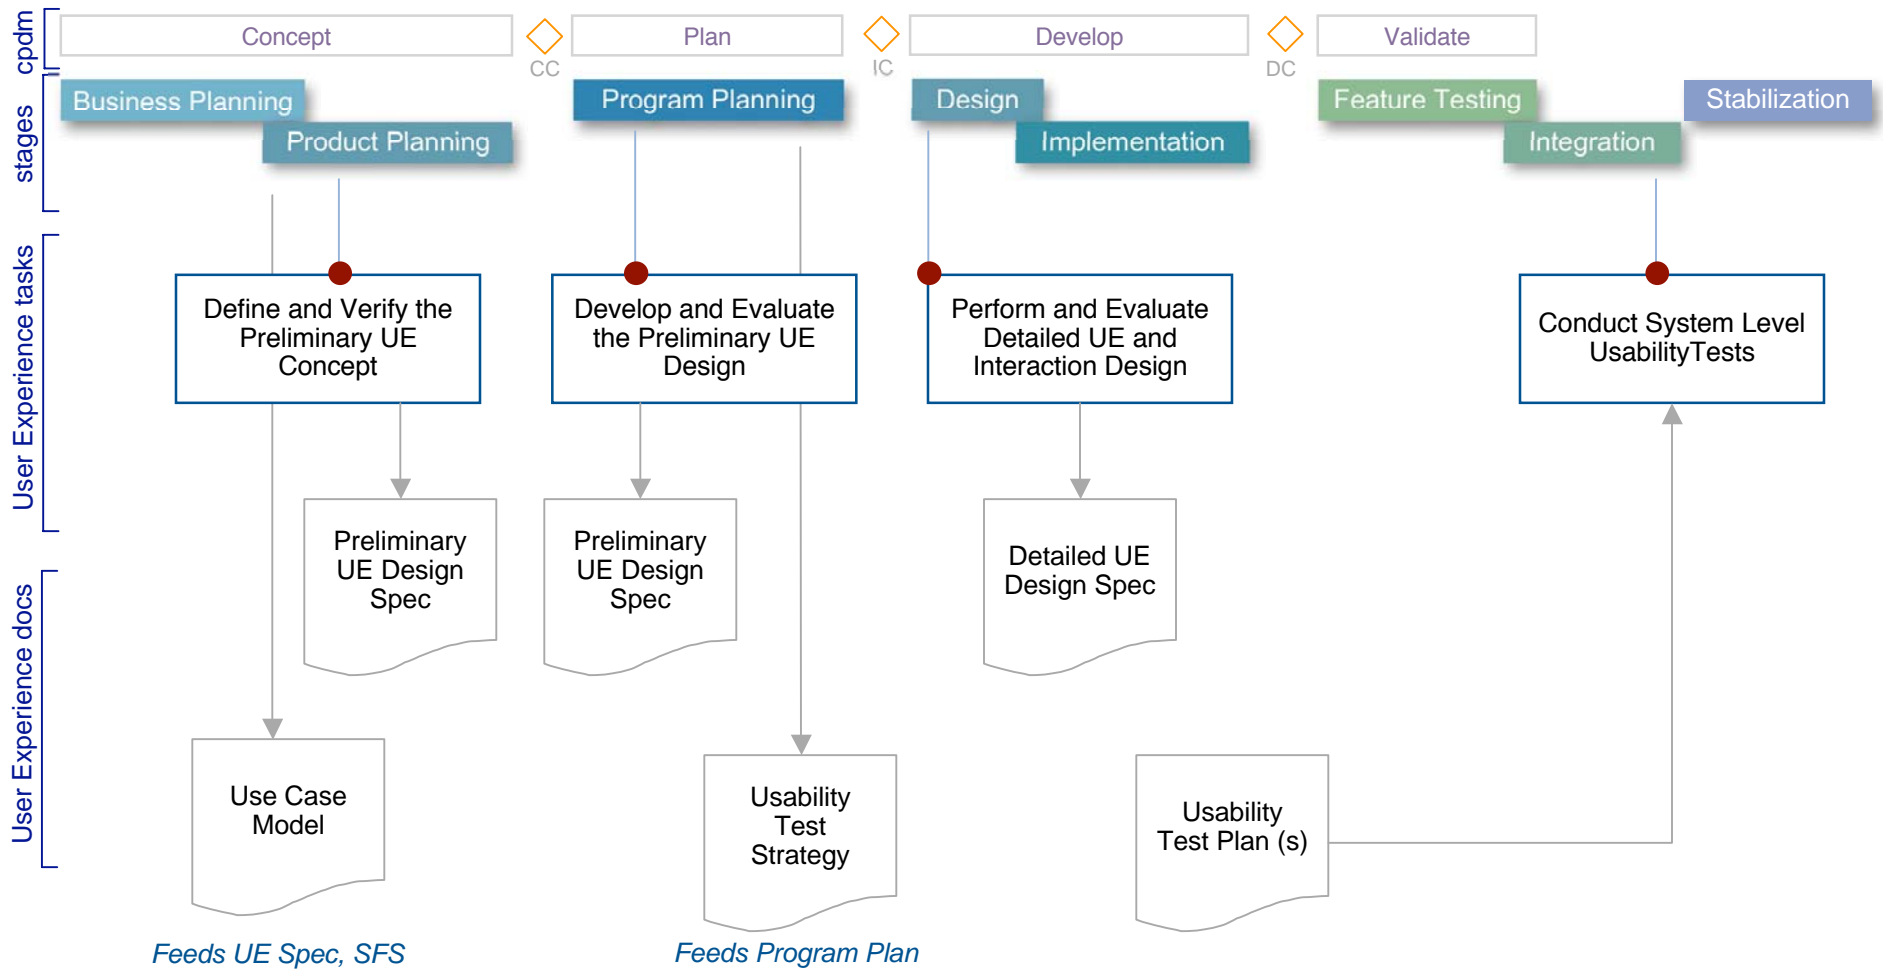 cpdm
Concept
Plan
Develop
Validate
CC
IC
DC
stages
Business Planning
Product Planning
Program Planning
Design
Implementation
Feature Testing
Integration
Stabilization
User Experience tasks
Define and Verify the
Preliminary UE
Concept
Develop and Evaluate
the Preliminary UE
Design
Perform and Evaluate
Detailed UE and
Interaction Design
Conduct System Level
UsabilityTests
User Experience docs
Preliminary
UE Design
Spec
Preliminary
UE Design
Spec
Detailed UE
Design Spec
Use Case
Model
Usability
Test
Strategy
Usability
Test Plan (s)
Feeds UE Spec, SFS
Feeds Program Plan